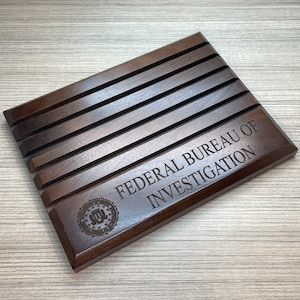 FEDERAL BUREAU OF
INVESTIGATION